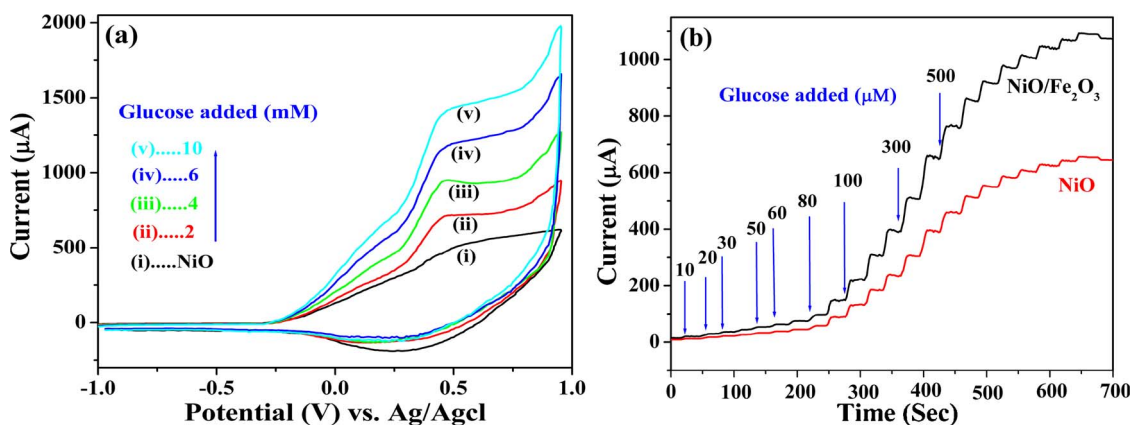 (a)
Glucose added (mM)
(v).....10
(iv).....6
(iii).....4
(ii).....2
(i).....NiO
(v)
(iv)
(iii)
(ii)
(i)
2000
1500
1000
500
0
Current (μA)
-1.0
-0.5
0.0
0.5
1.0
Potential (V) vs. Ag/Agcl
(b)
Glucose added (μM)
10
20
30
50
60
80
100
300
500
NiO/Fe₂O₃
NiO
1000
800
600
400
200
0
Current (μA)
0
100
200
300
400
500
600
700
Time (Sec)